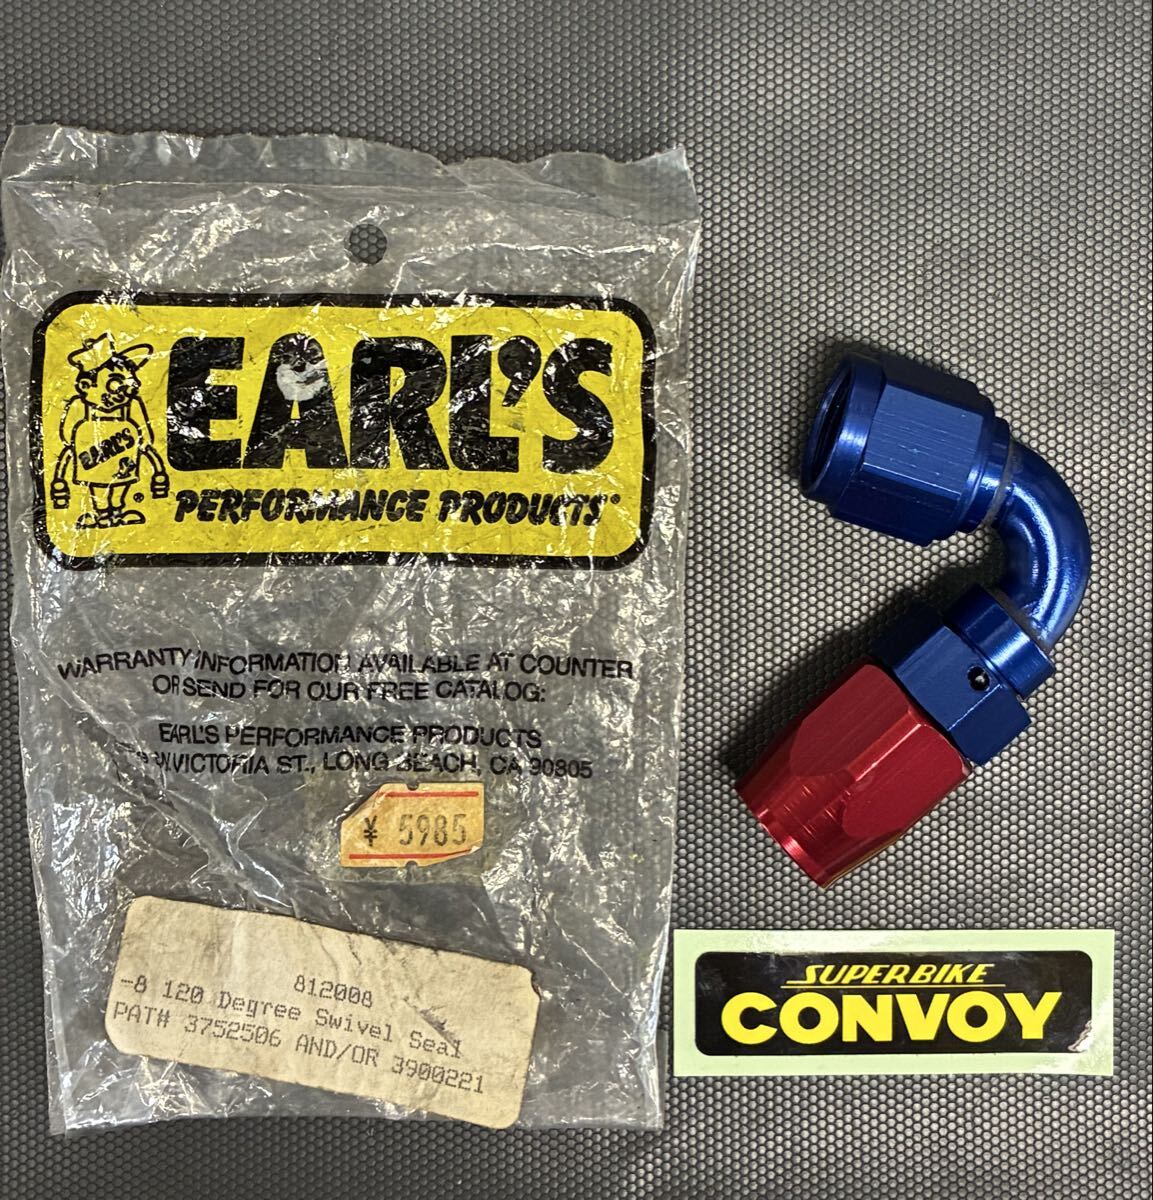 EARL'S
EARL'S
PERFORMANCE PRODUCTS®
®
WARRANTY INFORMATION AVAILABLE AT COUNTER
OR SEND FOR OUR FREE CATALOG:
EARL'S PERFORMANCE PRODUCTS
W. VICTORIA ST., LONG BEACH, CA 90805
¥ 5985
812008
-8 120 Degree Swivel Seal
PAT# 3752506 AND/OR 3900221
SUPERBIKE
CONVOY